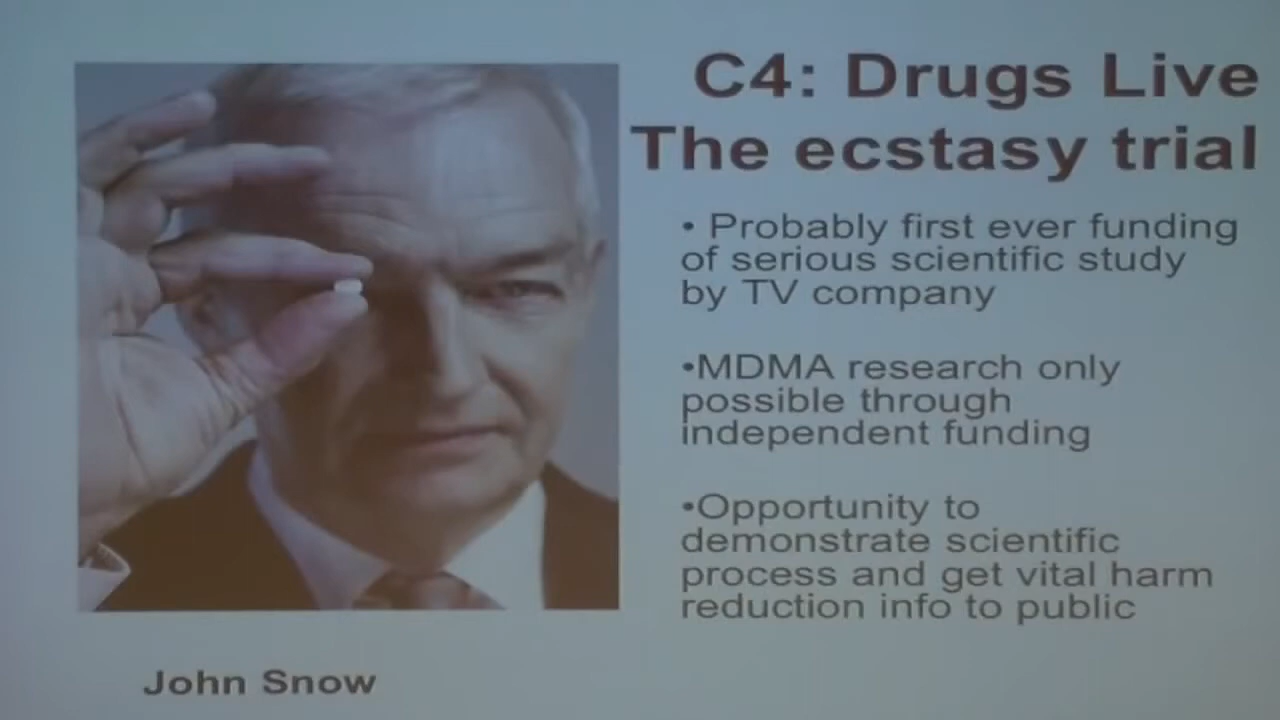 C4: Drugs Live
The ecstasy trial
• Probably first ever funding
of serious scientific study
by TV company
•MDMA research only
possible through
independent funding
•Opportunity to
demonstrate scientific
process and get vital harm
reduction info to public
John Snow